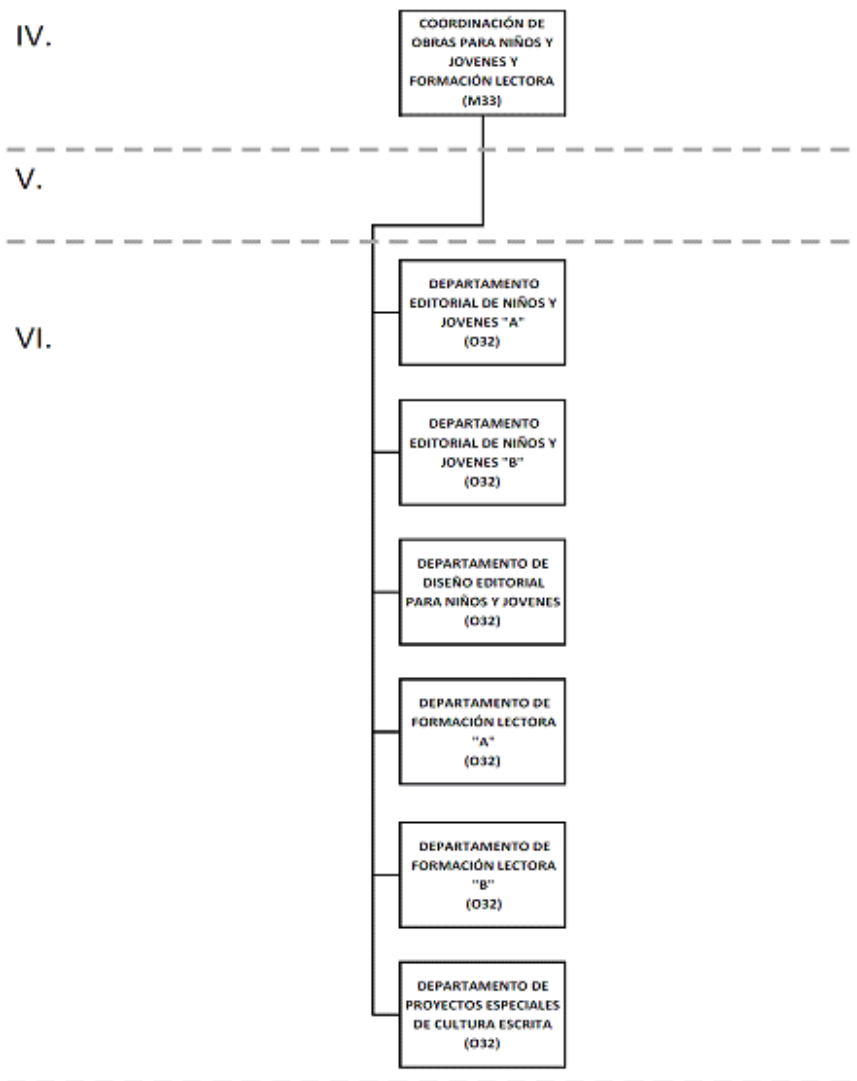 IV.
COORDINACIÓN DE
OBRAS PARA NIÑOS Y
JOVENES Y
FORMACIÓN LECTORA
(M33)
V.
VI.
DEPARTAMENTO
EDITORIAL DE NIÑOS Y
JOVENES "A"
(O32)
DEPARTAMENTO
EDITORIAL DE NIÑOS Y
JOVENES "B"
(O32)
DEPARTAMENTO DE
DISEÑO EDITORIAL
PARA NIÑOS Y JOVENES
(O32)
DEPARTAMENTO DE
FORMACIÓN LECTORA
"A"
(O32)
DEPARTAMENTO DE
FORMACIÓN LECTORA
"B"
(O32)
DEPARTAMENTO DE
PROYECTOS ESPECIALES
DE CULTURA ESCRITA
(O32)